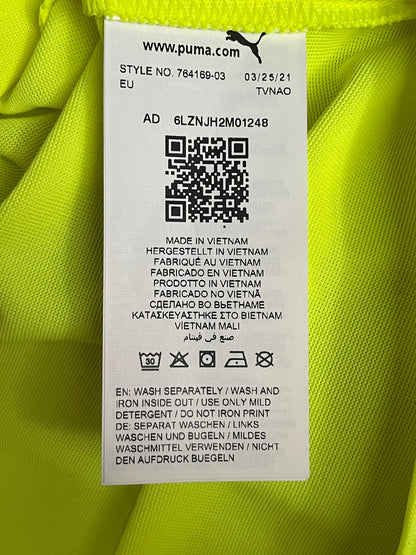 www.puma.com
STYLE NO. 764169-03 03/25/21
EU TVNAO
AD 6LZNJH2M01248
MADE IN VIETNAM
HERGESTELLT IN VIETNAM
FABRIQUÉ AU VIETNAM
FABRICADO EN VIETNAM
PRODOTTO IN VIETNAM
FABRICADO NO VIETNÃ
СДЕЛАНО ВО ВЬЕТНАМЕ
ΚΑΤΑΣΚΕΥΑΣΤΗΚΕ ΣΤΟ ΒΙΕΤΝΑΜ
VİETNAM MALI
صنع في فيتنام
30
EN: WASH SEPARATELY / WASH AND
IRON INSIDE OUT / USE ONLY MILD
DETERGENT / DO NOT IRON PRINT
DE: SEPARAT WASCHEN / LINKS
WASCHEN UND BUGELN / MILDES
WASCHMITTEL VERWENDEN / NICHT
DEN AUFDRUCK BUEGELN